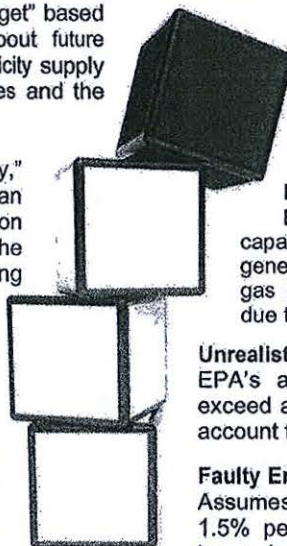 get" based
bout future
icity supply
es and the
y,"
an
on
he
ng
capa
gene
gas
due t
Unrealist
EPA's a
exceed a
account t
Faulty En
Assumes
1.5% pe